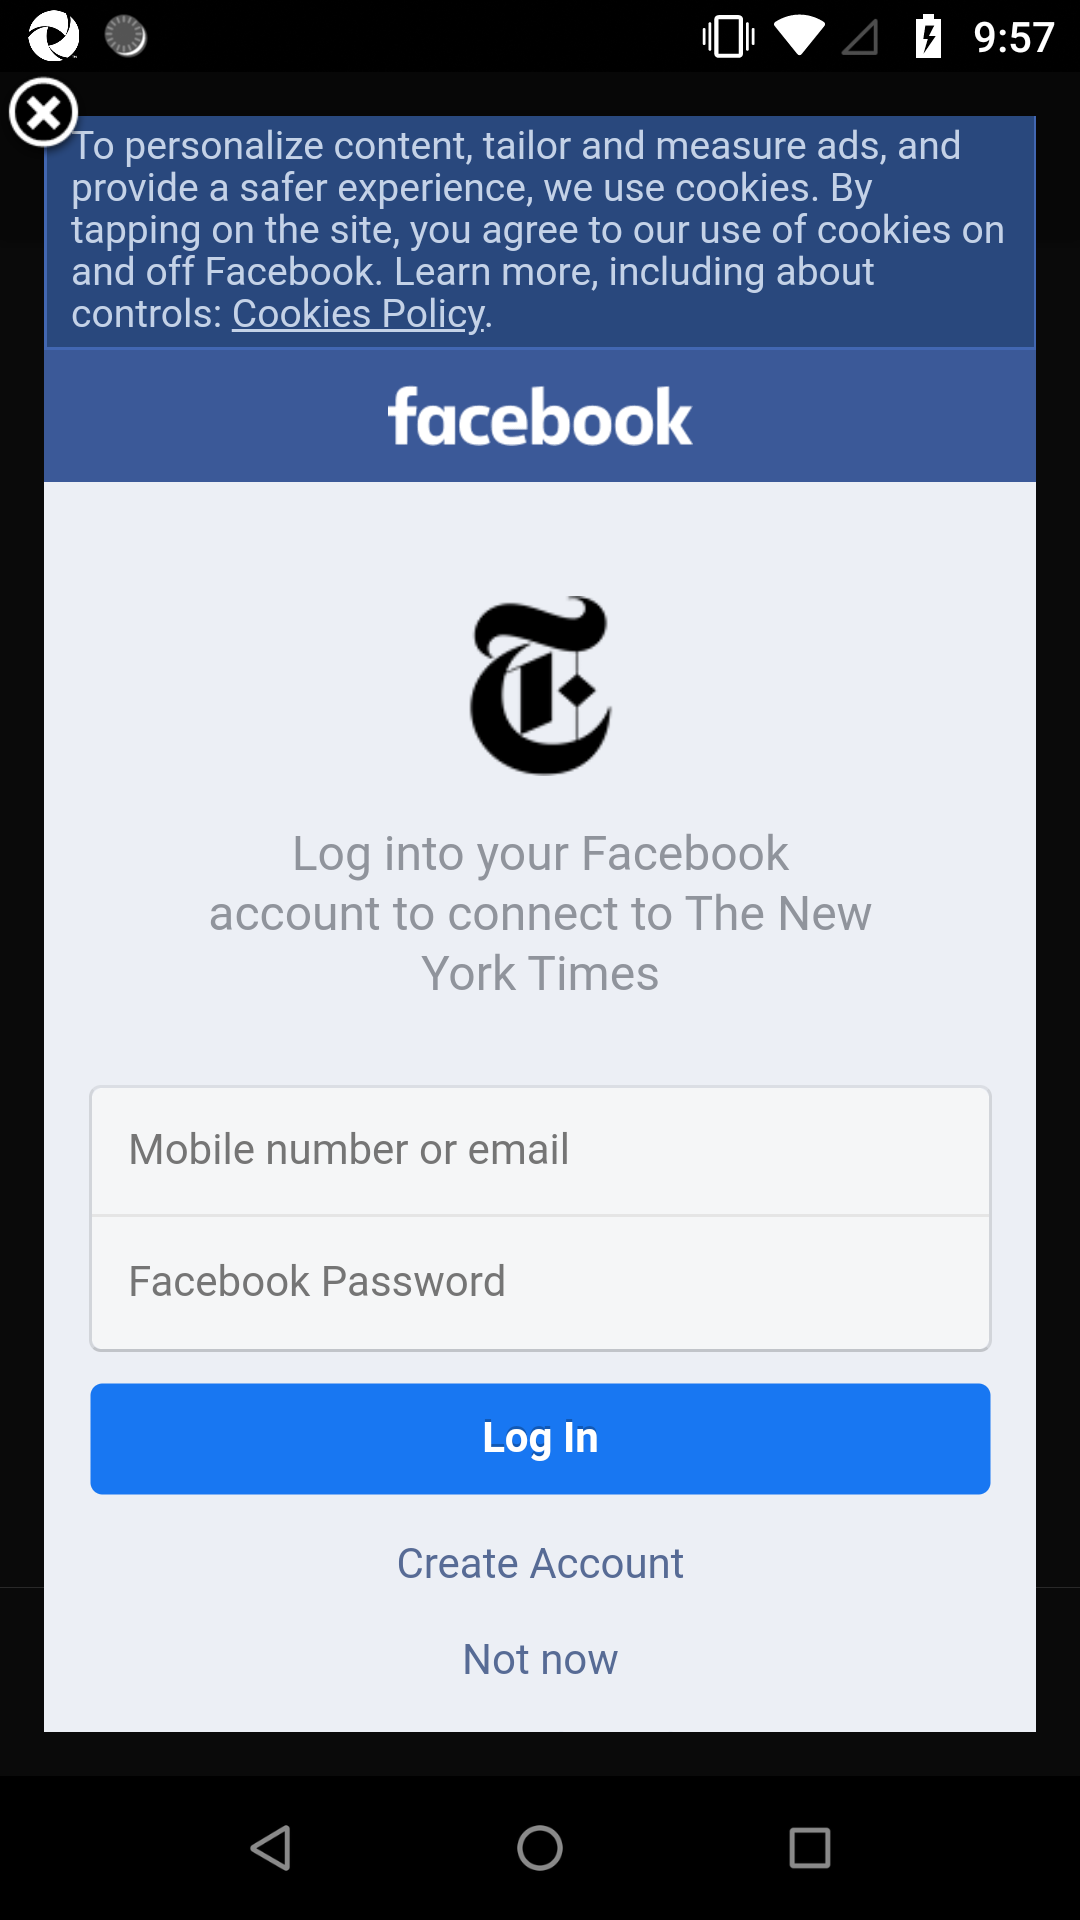 9:57
To personalize content, tailor and measure ads, and
provide a safer experience, we use cookies. By
tapping on the site, you agree to our use of cookies on
and off Facebook. Learn more, including about
controls: Cookies Policy.
facebook
T
Log into your Facebook
account to connect to The New
York Times
Mobile number or email
Facebook Password
Log In
Create Account
Not now